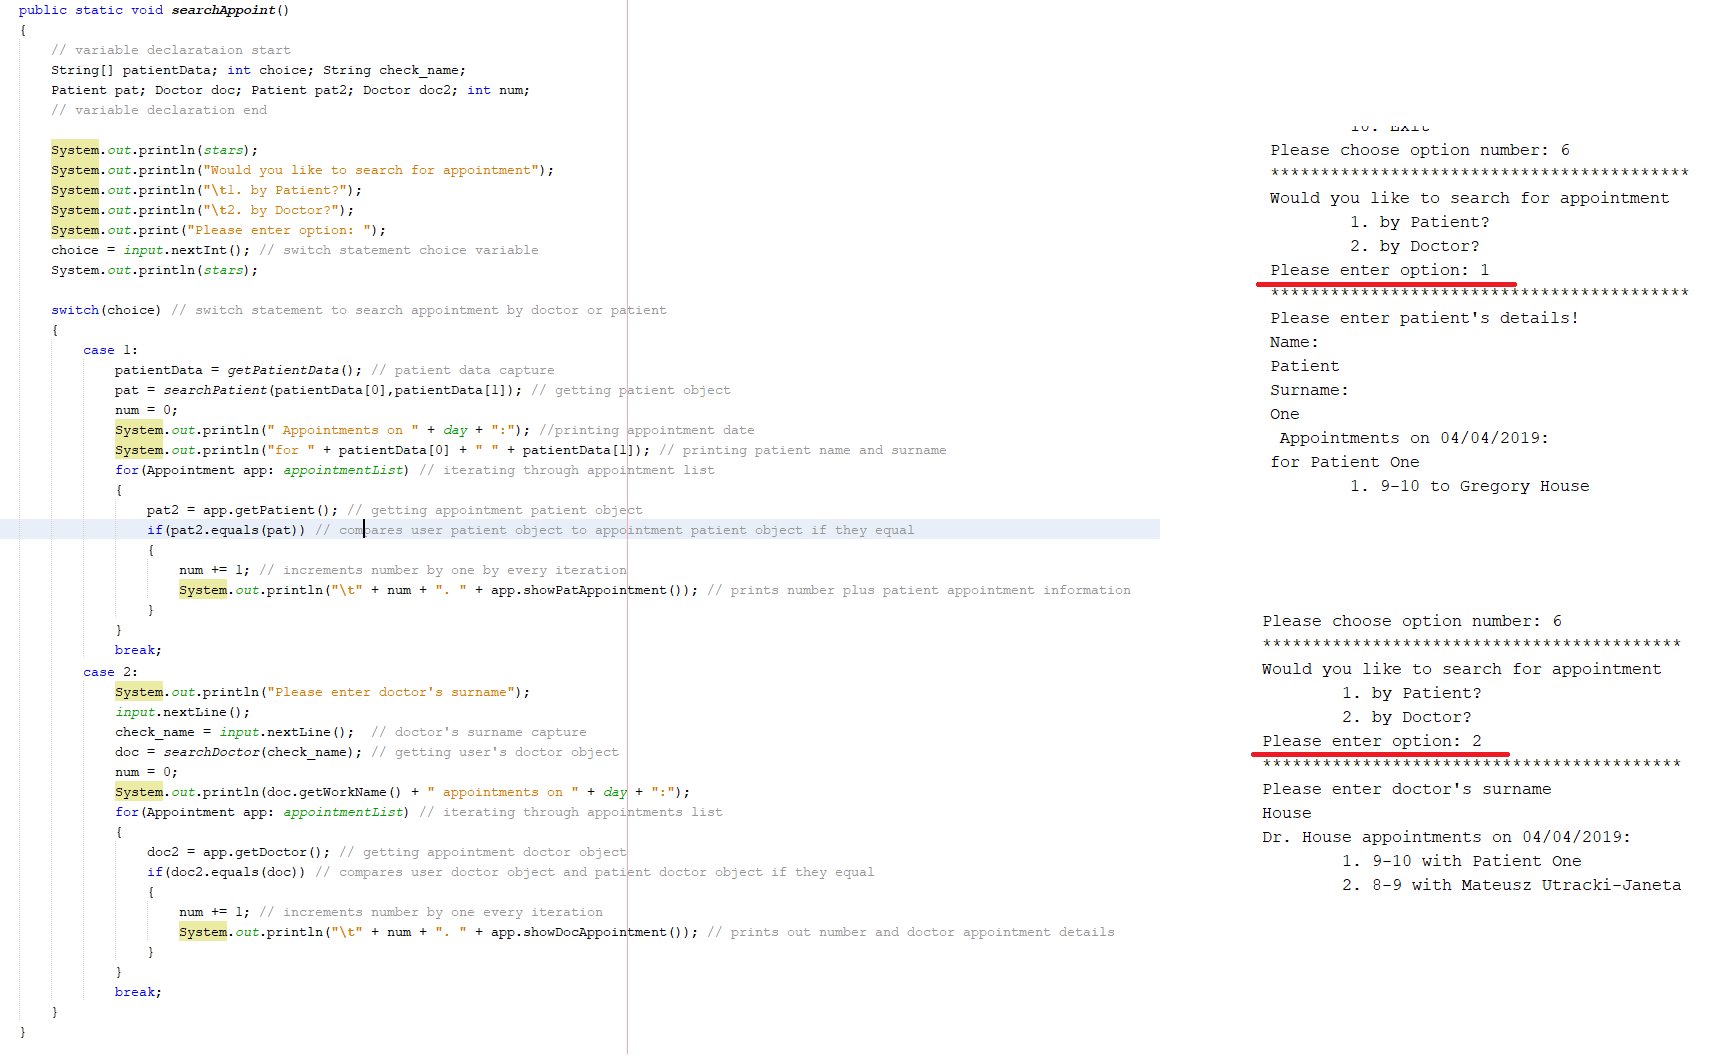 public static void searchAppoint()
{
// variable declarataion start
String[] patientData; int choice; String check_name;
Patient pat; Doctor doc; Patient pat2; Doctor doc2; int num;
// variable declaration end
System.out.println(stars);
System.out.println("Would you like to search for appointment");
System.out.println("\t1. by Patient?");
System.out.println("\t2. by Doctor?");
System.out.print("Please enter option: ");
choice = input.nextInt(); // switch statement choice variable
System.out.println(stars);
switch(choice) // switch statement to search appointment by doctor or patient
{
case 1:
patientData = getPatientData(); // patient data capture
pat = searchPatient(patientData[0],patientData[1]); // getting patient object
num = 0;
System.out.println(" Appointments on " + day + ":"); //printing appointment date
System.out.println("for " + patientData[0] + " " + patientData[1]); // printing patient name and surname
for(Appointment app: appointmentList) // iterating through appointment list
{
pat2 = app.getPatient(); // getting appointment patient object
if(pat2.equals(pat)) // compares user patient object to appointment patient object if they equal
{
num += 1; // increments number by one by every iteration
System.out.println("\t" + num + ". " + app.showPatAppointment()); // prints number plus patient appointment information
}
}
break;
case 2:
System.out.println("Please enter doctor's surname");
input.nextLine();
check_name = input.nextLine();  // doctor's surname capture
doc = searchDoctor(check_name); // getting user's doctor object
num = 0;
System.out.println(doc.getWorkName() + " appointments on " + day + ":");
for(Appointment app: appointmentList) // iterating through appointments list
{
doc2 = app.getDoctor(); // getting appointment doctor object
if(doc2.equals(doc)) // compares user doctor object and patient doctor object if they equal
{
num += 1; // increments number by one every iteration
System.out.println("\t" + num + ". " + app.showDocAppointment()); // prints out number and doctor appointment details
}
}
break;
}
}
10. Exit
Please choose option number: 6
******************************************
Would you like to search for appointment
1. by Patient?
2. by Doctor?
Please enter option: 1
******************************************
Please enter patient's details!
Name:
Patient
Surname:
One
Appointments on 04/04/2019:
for Patient One
1. 9-10 to Gregory House
Please choose option number: 6
******************************************
Would you like to search for appointment
1. by Patient?
2. by Doctor?
Please enter option: 2
******************************************
Please enter doctor's surname
House
Dr. House appointments on 04/04/2019:
1. 9-10 with Patient One
2. 8-9 with Mateusz Utracki-Janeta